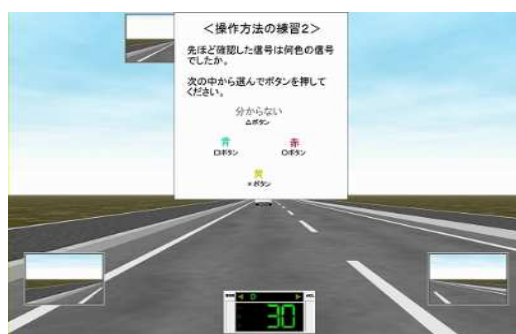 ＜操作方法の練習２＞
先ほど確認した信号は何色の信号
でしたか。
次の中から選んでボタンを押して
ください。
分からない
△ボタン
青
□ボタン
赤
○ボタン
黄
×ボタン
30